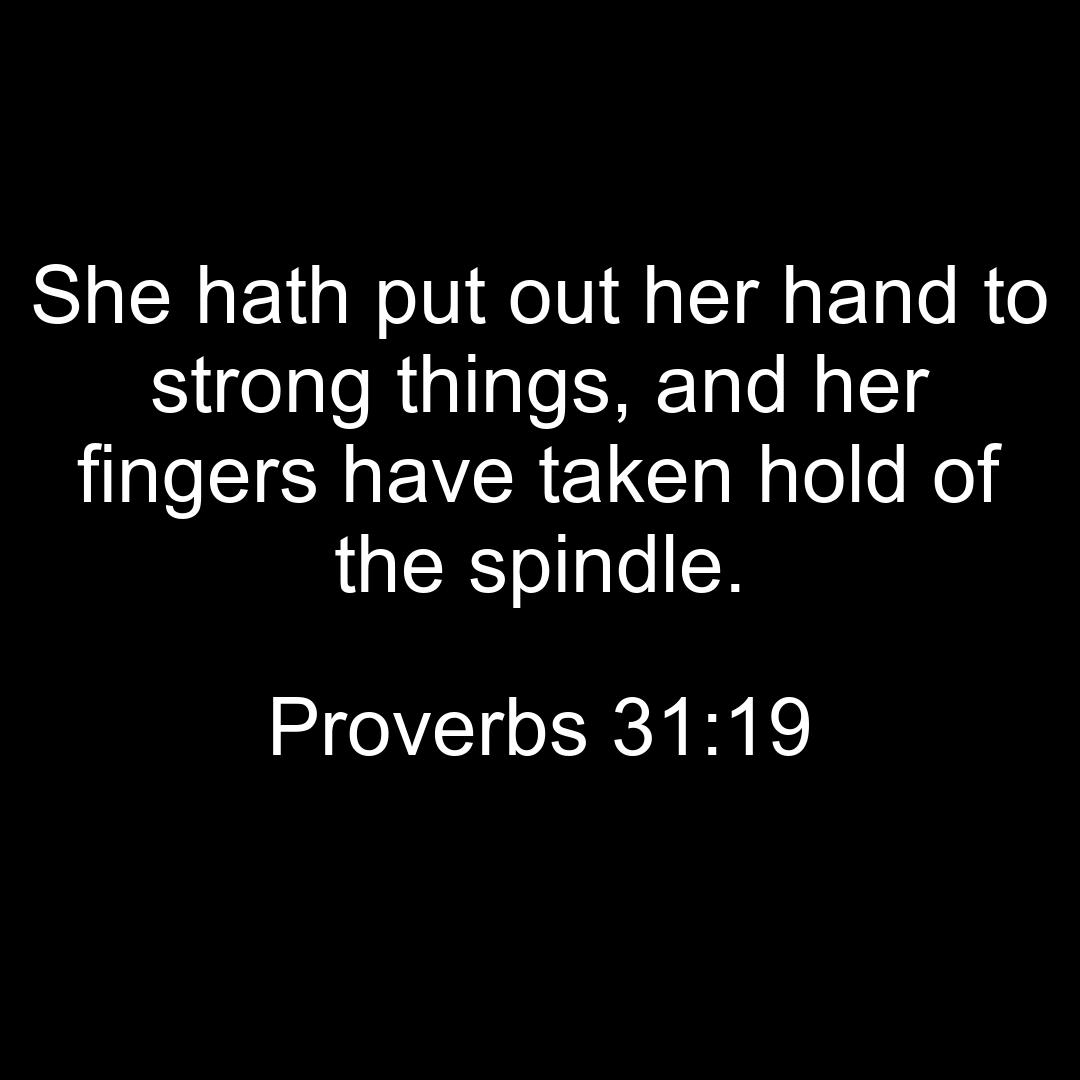 She hath put out her hand to
strong things, and her
fingers have taken hold of
the spindle.
Proverbs 31:19